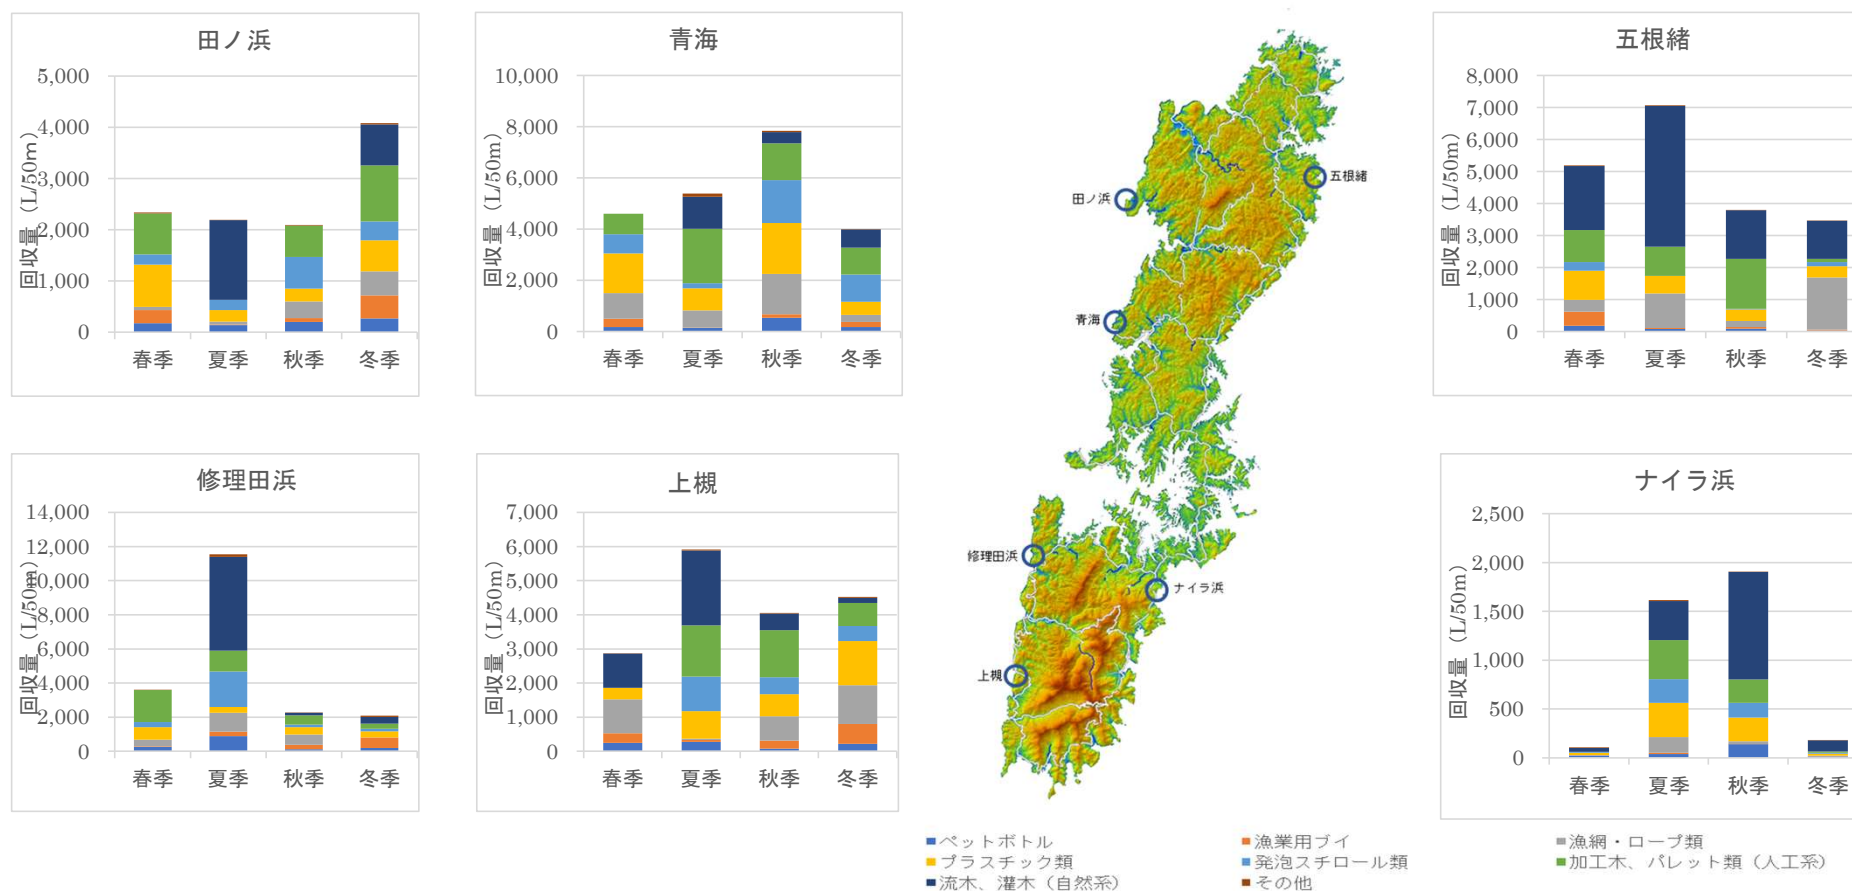 田ノ浜
回収量（L/50m）
5,000
4,000
3,000
2,000
1,000
0
春季 夏季 秋季 冬季
青海
回収量（L/50m）
10,000
8,000
6,000
4,000
2,000
0
春季 夏季 秋季 冬季
田ノ浜
五根緒
青海
修理田浜
ナイラ浜
上槻
五根緒
回収量（L/50m）
8,000
7,000
6,000
5,000
4,000
3,000
2,000
1,000
0
春季 夏季 秋季 冬季
修理田浜
回収量（L/50m）
14,000
12,000
10,000
8,000
6,000
4,000
2,000
0
春季 夏季 秋季 冬季
上槻
回収量（L/50m）
7,000
6,000
5,000
4,000
3,000
2,000
1,000
0
春季 夏季 秋季 冬季
ナイラ浜
回収量（L/50m）
2,500
2,000
1,500
1,000
500
0
春季 夏季 秋季 冬季
ペットボトル 漁業用ブイ 漁網・ロープ類
プラスチック類 発泡スチロール類 加工木、パレット類（人工系）
流木、灌木（自然系） その他